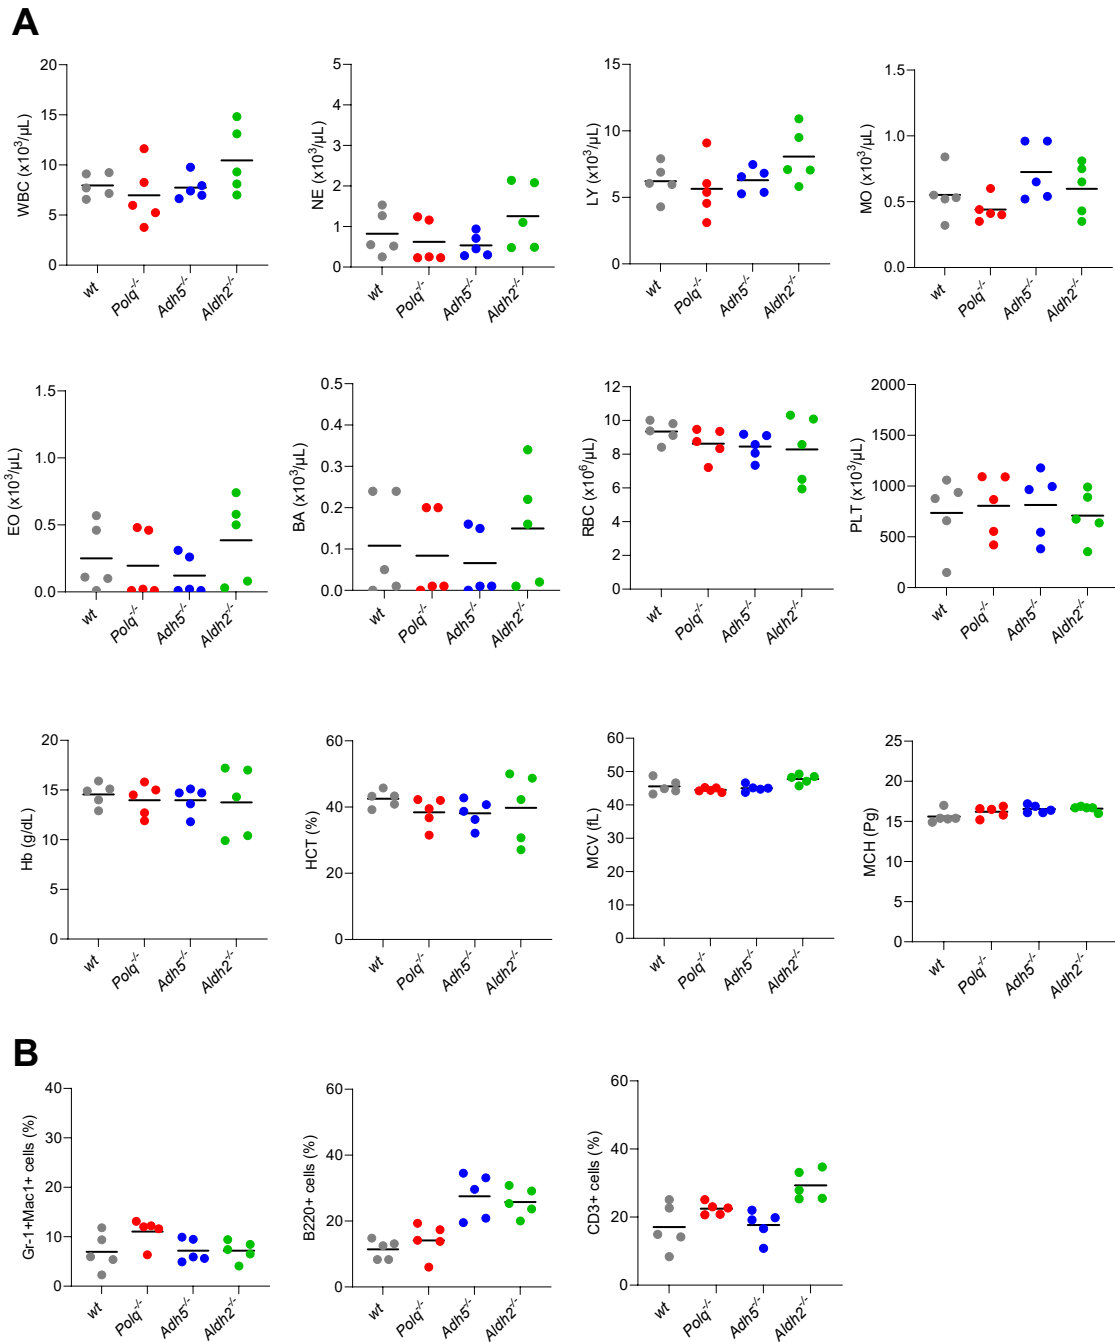 A
WBC (x10³/µL)
20
15
10
5
0
wt
Polq⁻/⁻
Adh5⁻/⁻
Aldh2⁻/⁻
NE (x10³/µL)
5
4
3
2
1
0
wt
Polq⁻/⁻
Adh5⁻/⁻
Aldh2⁻/⁻
LY (x10³/µL)
15
10
5
0
wt
Polq⁻/⁻
Adh5⁻/⁻
Aldh2⁻/⁻
MO (x10³/µL)
1.5
1.0
0.5
0.0
wt
Polq⁻/⁻
Adh5⁻/⁻
Aldh2⁻/⁻
EO (x10³/µL)
1.5
1.0
0.5
0.0
wt
Polq⁻/⁻
Adh5⁻/⁻
Aldh2⁻/⁻
BA (x10³/µL)
0.5
0.4
0.3
0.2
0.1
0.0
wt
Polq⁻/⁻
Adh5⁻/⁻
Aldh2⁻/⁻
RBC (x10⁶/µL)
12
10
8
6
4
2
0
wt
Polq⁻/⁻
Adh5⁻/⁻
Aldh2⁻/⁻
PLT (x10³/µL)
2000
1500
1000
500
0
wt
Polq⁻/⁻
Adh5⁻/⁻
Aldh2⁻/⁻
Hb (g/dL)
20
15
10
5
0
wt
Polq⁻/⁻
Adh5⁻/⁻
Aldh2⁻/⁻
HCT (%)
60
40
20
0
wt
Polq⁻/⁻
Adh5⁻/⁻
Aldh2⁻/⁻
MCV (fL)
60
50
40
30
20
10
0
wt
Polq⁻/⁻
Adh5⁻/⁻
Aldh2⁻/⁻
MCH (Pg)
25
20
15
10
5
0
wt
Polq⁻/⁻
Adh5⁻/⁻
Aldh2⁻/⁻
B
Gr-1+Mac1+ cells (%)
40
30
20
10
0
wt
Polq⁻/⁻
Adh5⁻/⁻
Aldh2⁻/⁻
B220+ cells (%)
60
40
20
0
wt
Polq⁻/⁻
Adh5⁻/⁻
Aldh2⁻/⁻
CD3+ cells (%)
60
40
20
0
wt
Polq⁻/⁻
Adh5⁻/⁻
Aldh2⁻/⁻